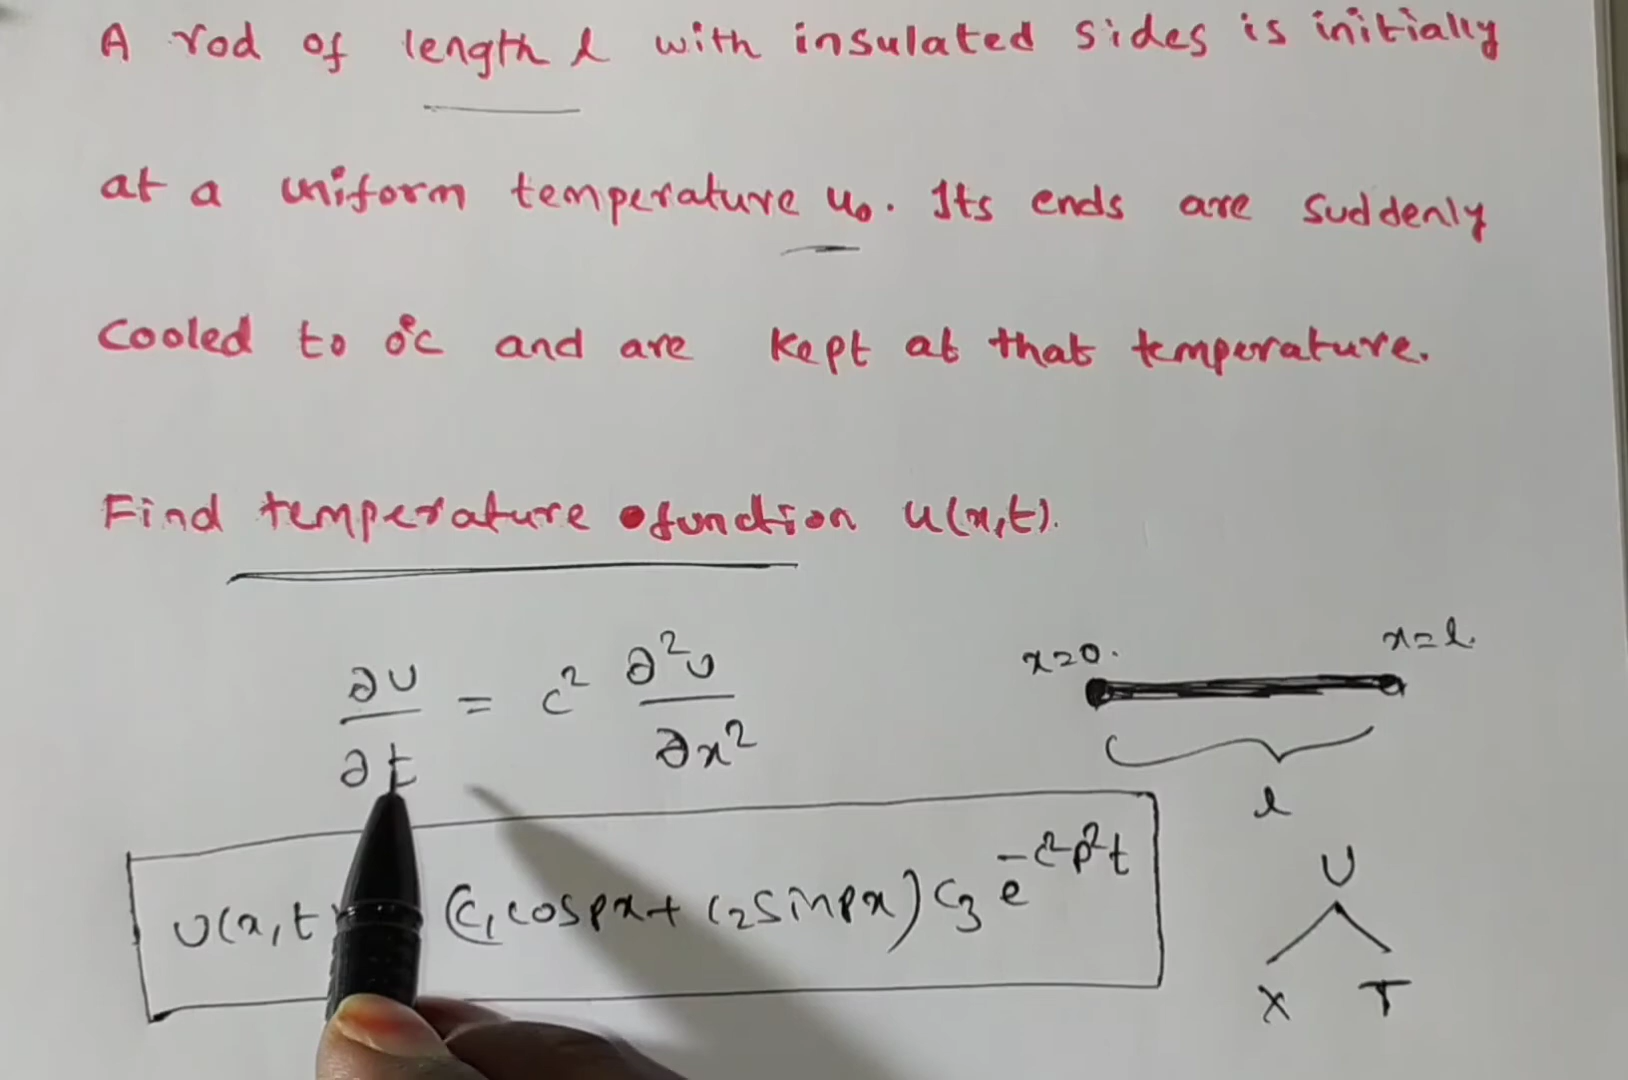 A rod of length l with insulated sides is initially
at a uniform temperature u₀. Its ends are suddenly
cooled to 0°C and are kept at that temperature.
Find temperature function u(x,t).
∂U/∂t = c² ∂²U/∂x²
x=0. x=l.
l
U(x,t) (C₁cospx + C₂sinpx) C₃ e^(-c²p²t)
U
X T